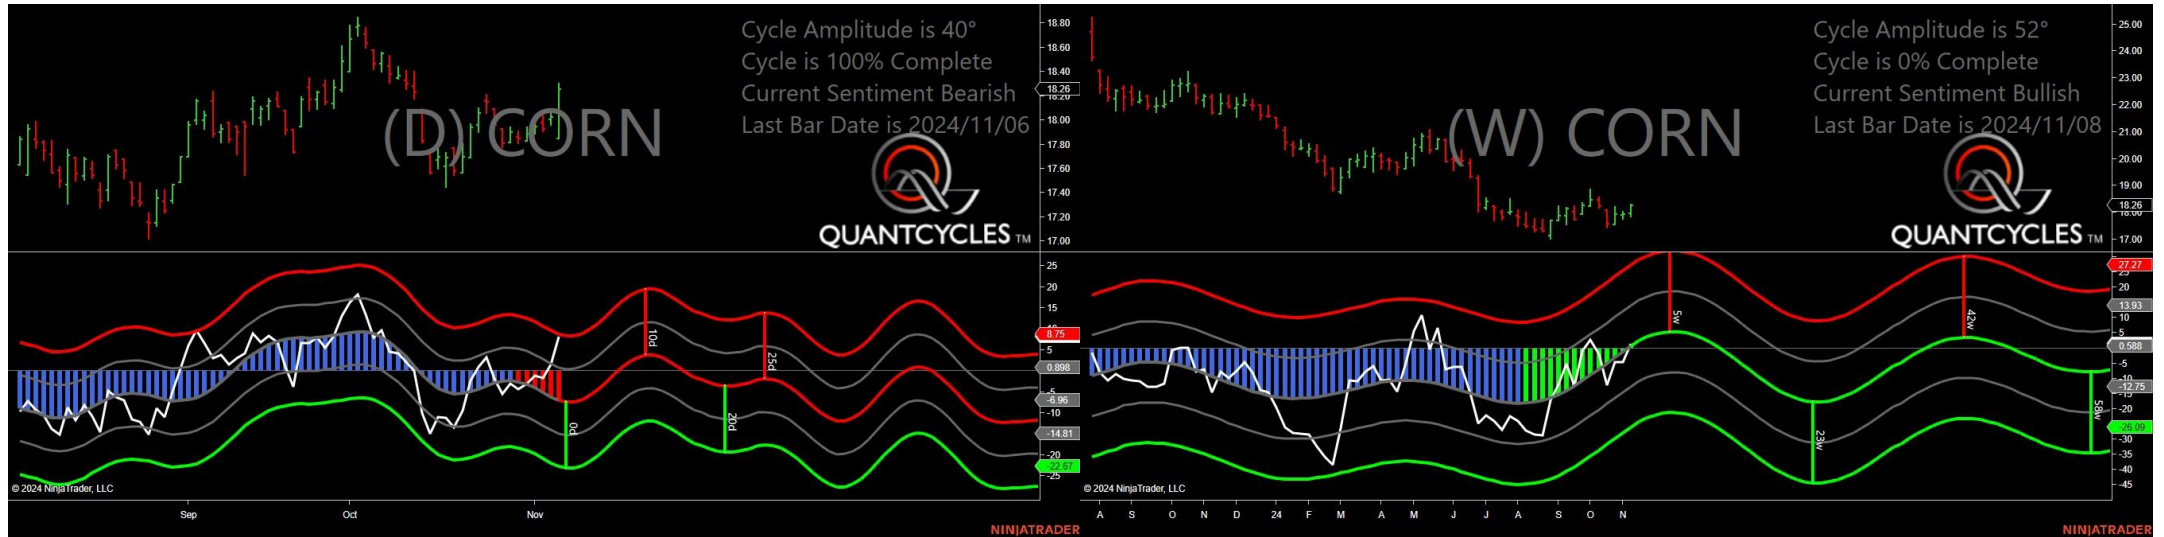 Cycle Amplitude is 40°
Cycle is 100% Complete
Current Sentiment Bearish
Last Bar Date is 2024/11/06
(D) CORN
QUANTCYCLES TM
18.80
18.60
18.40
18.26
18.20
18.00
17.80
17.60
17.40
17.20
17.00
25
20
15
8.75
5
0.898
-5
-6.96
-10
-14.81
-20
-22.67
-25
10d
25d
0d
20d
© 2024 NinjaTrader, LLC
Sep Oct Nov
NINJATRADER
Cycle Amplitude is 52°
Cycle is 0% Complete
Current Sentiment Bullish
Last Bar Date is 2024/11/08
(W) CORN
QUANTCYCLES TM
25.00
24.00
23.00
22.00
21.00
20.00
19.00
18.26
18.00
17.00
27.27
25
13.93
10
5
0.588
-5
-10
-12.75
-15
-20
-26.09
-30
-35
-40
-45
5w
42w
23w
58w
© 2024 NinjaTrader, LLC
A S O N D 24 F M A M J J A S O N
NINJATRADER